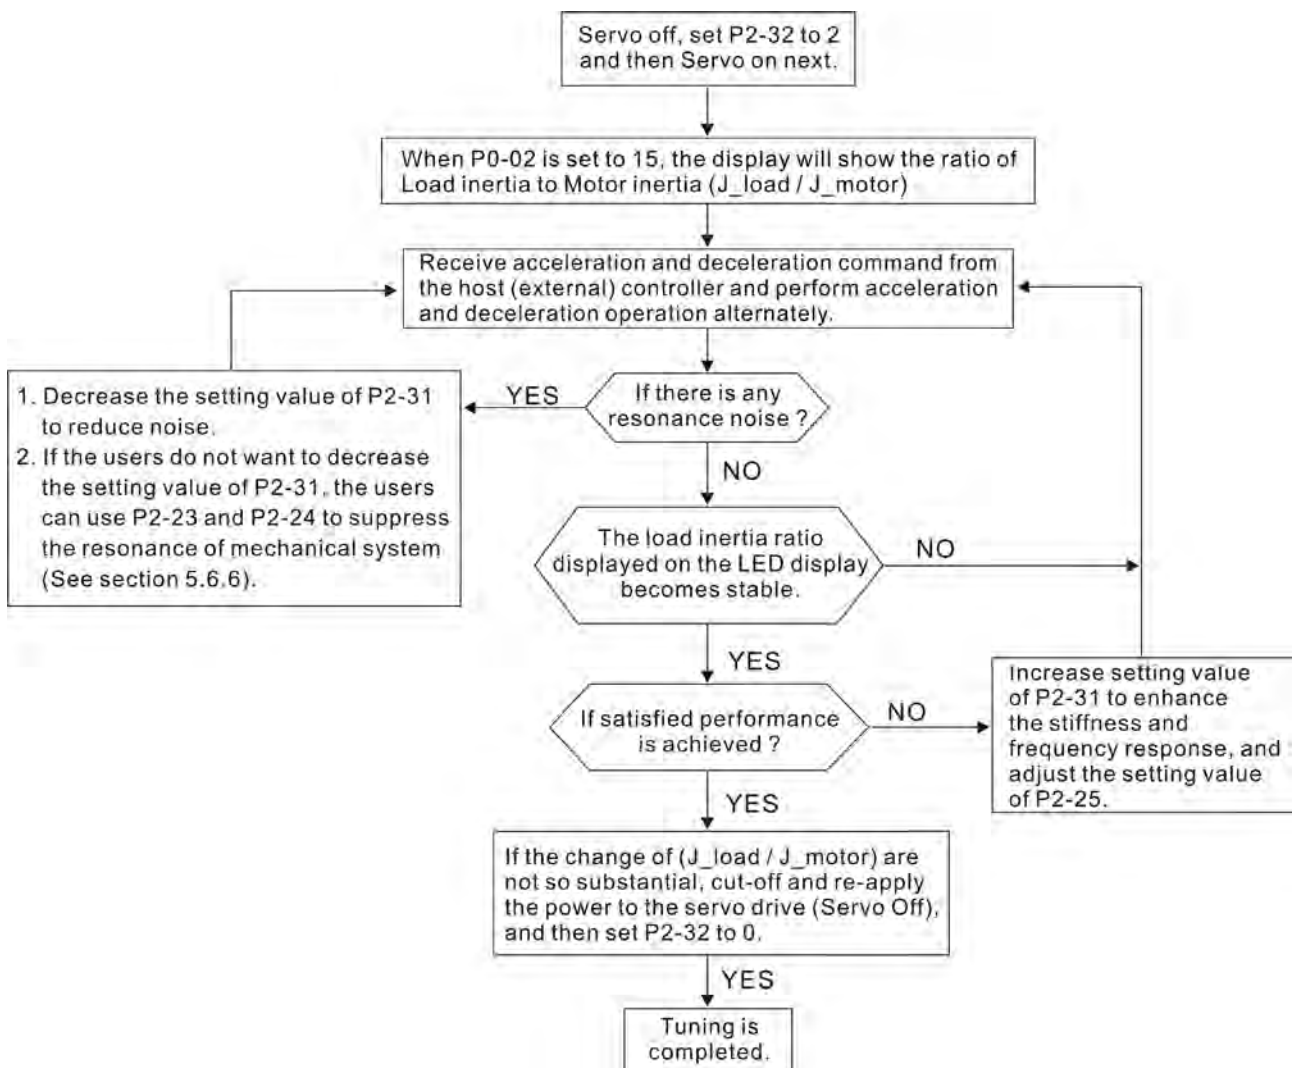 Servo off, set P2-32 to 2
and then Servo on next.
When P0-02 is set to 15, the display will show the ratio of
Load inertia to Motor inertia (J_load / J_motor)
Receive acceleration and deceleration command from
the host (external) controller and perform acceleration
and deceleration operation alternately.
If there is any
resonance noise ?
YES
1. Decrease the setting value of P2-31
to reduce noise.
2. If the users do not want to decrease
the setting value of P2-31, the users
can use P2-23 and P2-24 to suppress
the resonance of mechanical system
(See section 5.6.6).
NO
The load inertia ratio
displayed on the LED display
becomes stable.
NO
YES
If satisfied performance
is achieved ?
NO
Increase setting value
of P2-31 to enhance
the stiffness and
frequency response, and
adjust the setting value
of P2-25.
YES
If the change of (J_load / J_motor) are
not so substantial, cut-off and re-apply
the power to the servo drive (Servo Off),
and then set P2-32 to 0.
YES
Tuning is
completed.